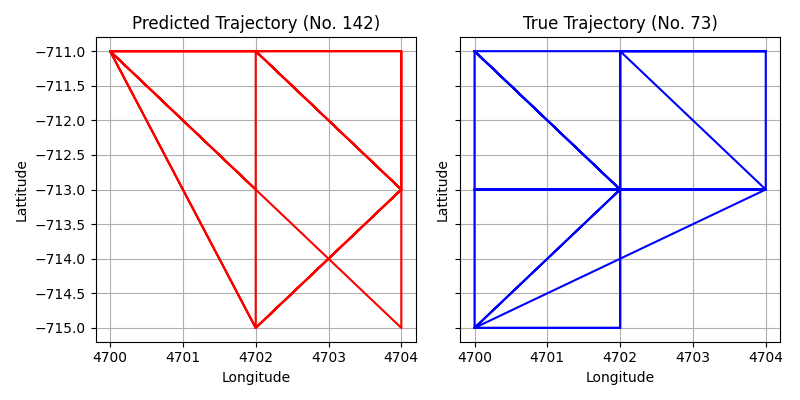 Predicted Trajectory (No. 142)
True Trajectory (No. 73)
−711.0
−711.5
−712.0
−712.5
−713.0
−713.5
−714.0
−714.5
−715.0
Lattitude
Lattitude
4700 4701 4702 4703 4704
4700 4701 4702 4703 4704
Longitude
Longitude